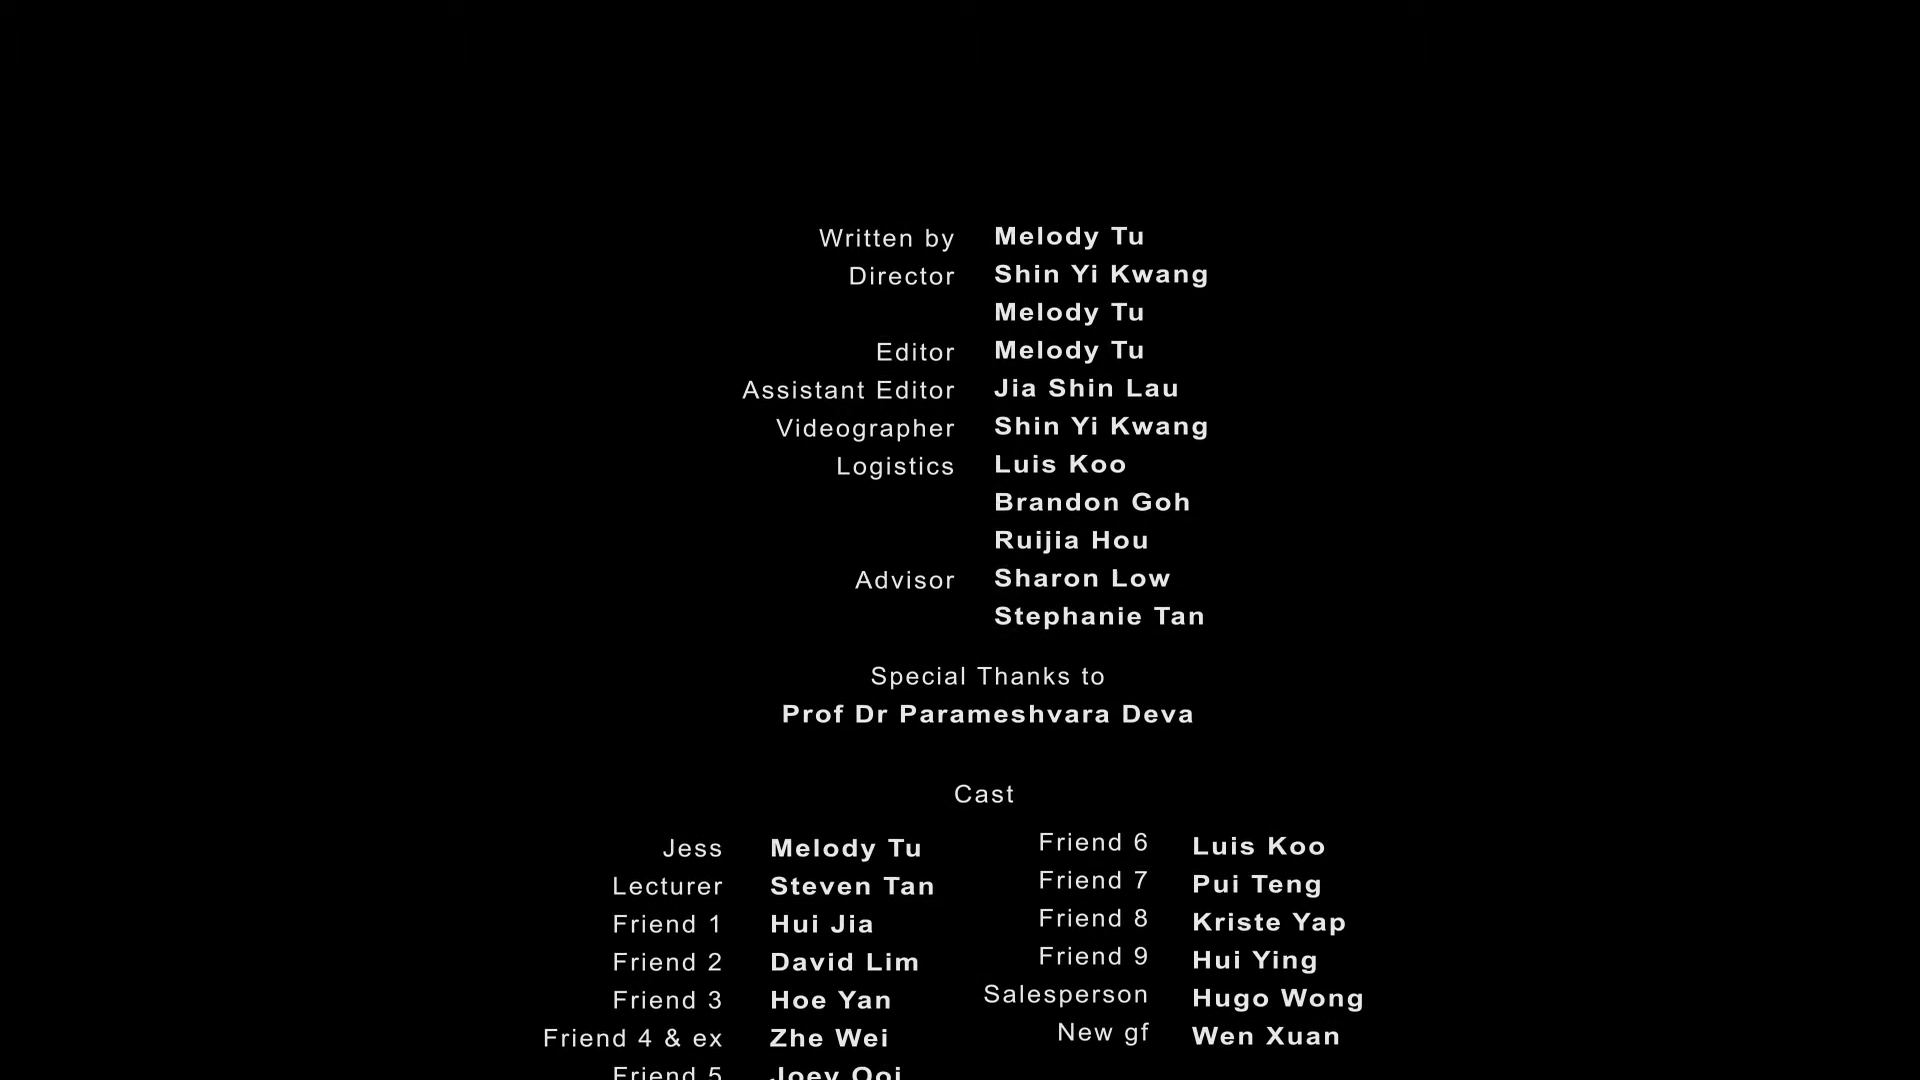 Written by Melody Tu
Director Shin Yi Kwang
Melody Tu
Editor Melody Tu
Assistant Editor Jia Shin Lau
Videographer Shin Yi Kwang
Logistics Luis Koo
Brandon Goh
Ruijia Hou
Advisor Sharon Low
Stephanie Tan
Special Thanks to
Prof Dr Parameshvara Deva
Cast
Jess Melody Tu
Lecturer Steven Tan
Friend 1 Hui Jia
Friend 2 David Lim
Friend 3 Hoe Yan
Friend 4 & ex Zhe Wei
Friend 5 Joey Ooi
Friend 6 Luis Koo
Friend 7 Pui Teng
Friend 8 Kriste Yap
Friend 9 Hui Ying
Salesperson Hugo Wong
New gf Wen Xuan